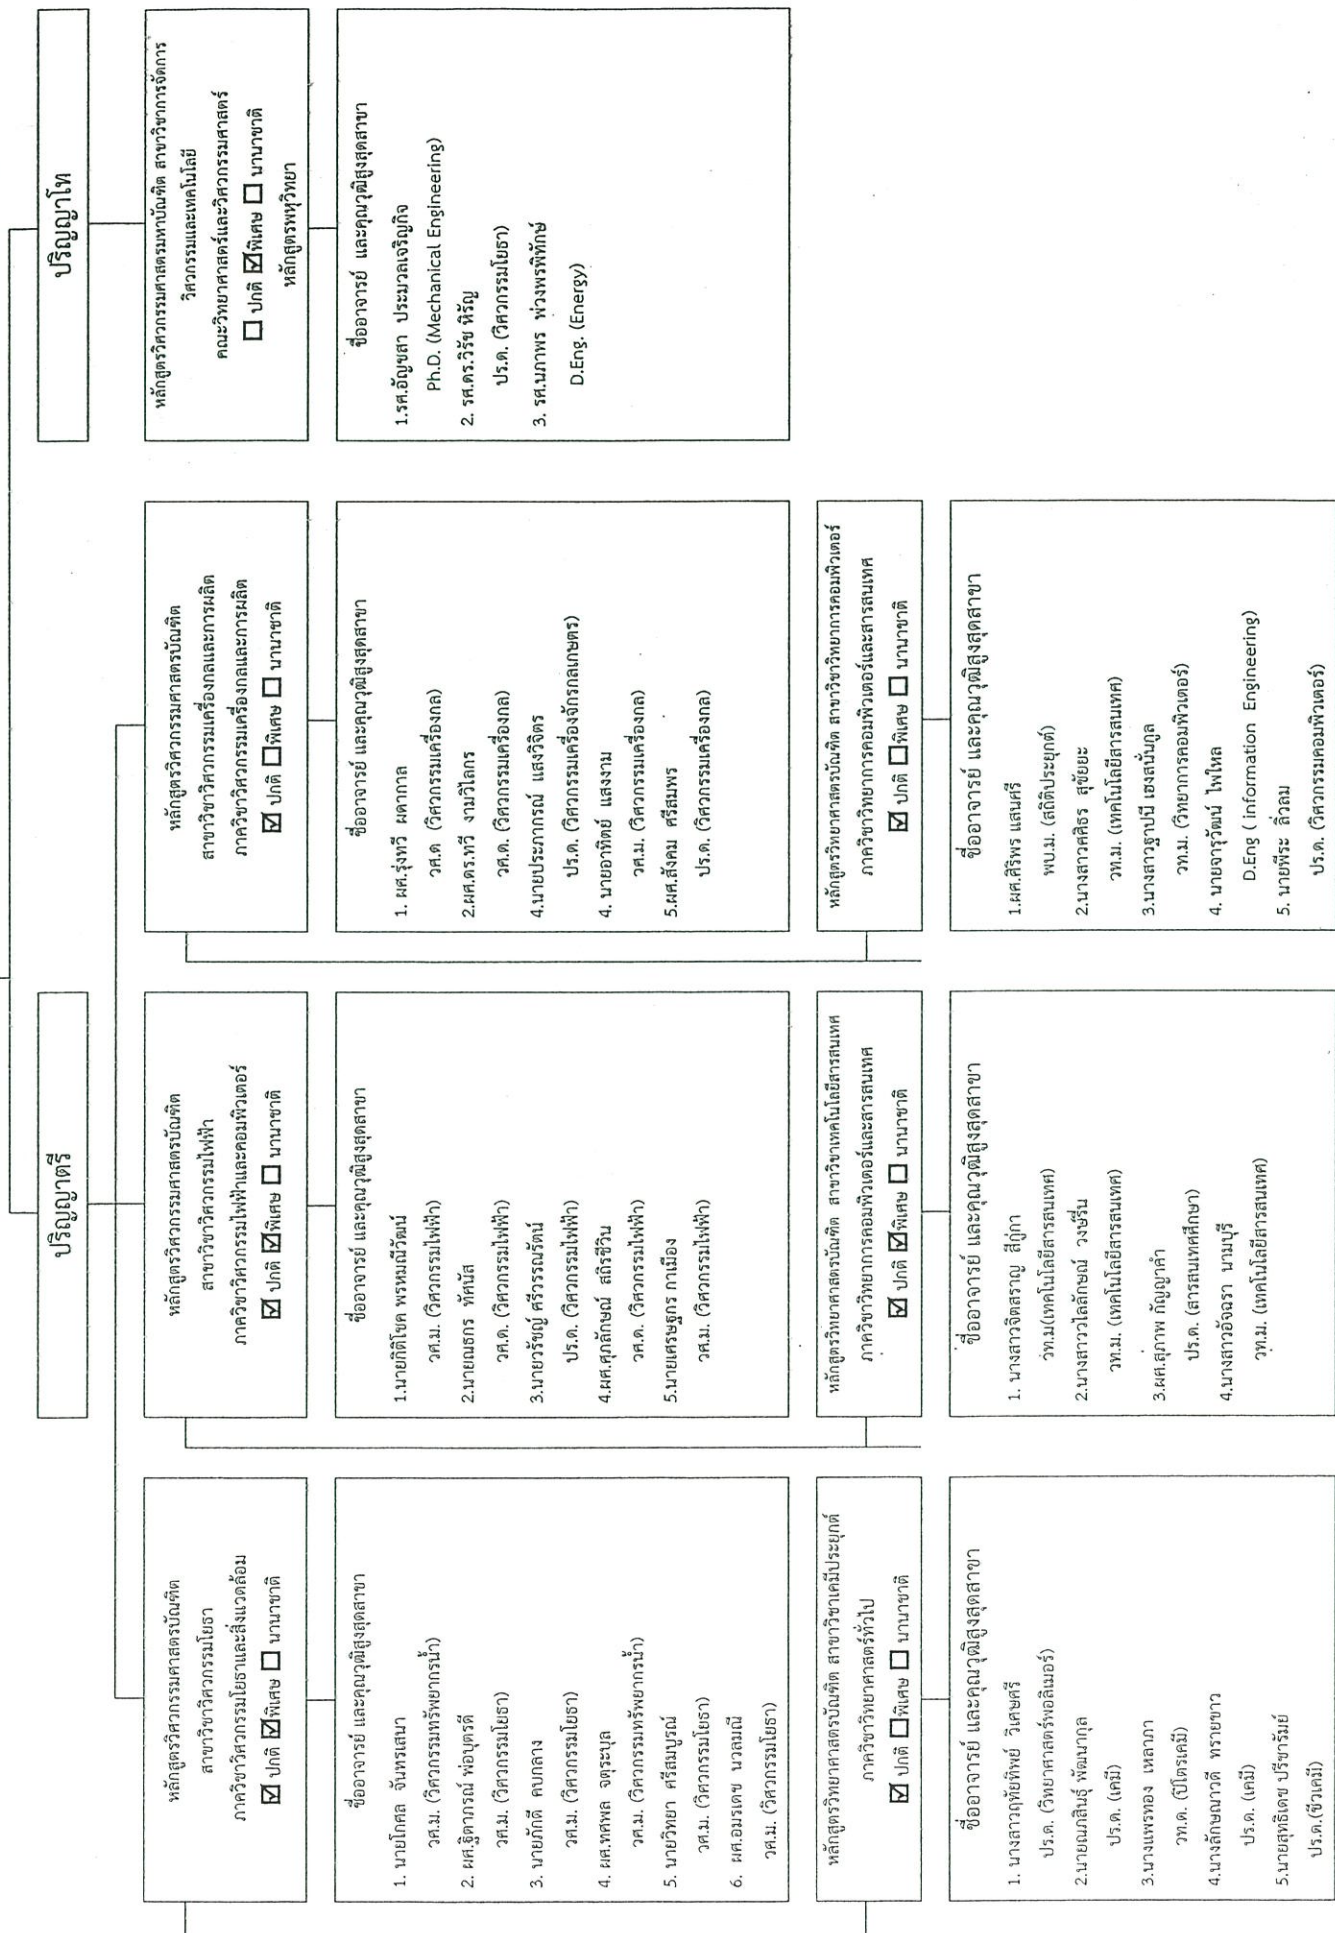 ปริญญาตรี
ปริญญาโท
หลักสูตรวิศวกรรมศาสตรบัณฑิต
สาขาวิชาวิศวกรรมโยธา
ภาควิชาวิศวกรรมโยธาและสิ่งแวดล้อม
☑ ปกติ ☑พิเศษ ☐ นานาชาติ
ชื่ออาจารย์ และคุณวุฒิสูงสุดสาขา
1. นายโกศล จันทรเสนา
วศ.ม. (วิศวกรรมทรัพยากรน้ำ)
2. ผศ.ฐิตาภรณ์ พ่อบุตรดี
วศ.ม. (วิศวกรรมโยธา)
3. นายภักดี คบกลาง
วศ.ม. (วิศวกรรมโยธา)
4. ผศ.ทศพล จตุระบุล
วศ.ม. (วิศวกรรมทรัพยากรน้ำ)
5. นายวิทยา ศรีสมบูรณ์
วศ.ม. (วิศวกรรมโยธา)
6. ผศ.อมรเดช นวลมณี
วศ.ม. (วิศวกรรมโยธา)
หลักสูตรวิศวกรรมศาสตรบัณฑิต
สาขาวิชาวิศวกรรมไฟฟ้า
ภาควิชาวิศวกรรมไฟฟ้าและคอมพิวเตอร์
☑ ปกติ ☑พิเศษ ☐ นานาชาติ
ชื่ออาจารย์ และคุณวุฒิสูงสุดสาขา
1.นายกิติโชค พรหมณีวัฒน์
วศ.ม. (วิศวกรรมไฟฟ้า)
2.นายณธกร ทัศนัส
วศ.ด. (วิศวกรรมไฟฟ้า)
3.นายวรัชญ์ ศรีวรรณรัตน์
ปร.ด. (วิศวกรรมไฟฟ้า)
4.ผศ.ศุภลักษณ์ สถิรชีวิน
วศ.ด. (วิศวกรรมไฟฟ้า)
5.นายเศรษฐกร กาเมือง
วศ.ม. (วิศวกรรมไฟฟ้า)
หลักสูตรวิศวกรรมศาสตรบัณฑิต
สาขาวิชาวิศวกรรมเครื่องกลและการผลิต
ภาควิชาวิศวกรรมเครื่องกลและการผลิต
☑ ปกติ ☐พิเศษ ☐ นานาชาติ
ชื่ออาจารย์ และคุณวุฒิสูงสุดสาขา
1. ผศ.รุ่งทวี ผดากาล
วศ.ด (วิศวกรรมเครื่องกล)
2.ผศ.ดร.ทวี งามวิไลกร
วศ.ด. (วิศวกรรมเครื่องกล)
4.นายประภากรณ์ แสงวิจิตร
ปร.ด. (วิศวกรรมเครื่องจักรกลเกษตร)
4. นายอาทิตย์ แสงงาม
วศ.ม. (วิศวกรรมเครื่องกล)
5.ผศ.สังคม ศรีสมพร
ปร.ด. (วิศวกรรมเครื่องกล)
หลักสูตรวิศวกรรมศาสตรมหาบัณฑิต สาขาวิชาการจัดการ
วิศวกรรมและเทคโนโลยี
คณะวิทยาศาสตร์และวิศวกรรมศาสตร์
☐ ปกติ ☑พิเศษ ☐ นานาชาติ
หลักสูตรพหุวิทยา
ชื่ออาจารย์ และคุณวุฒิสูงสุดสาขา
1.รศ.อัญชสา ประมวลเจริญกิจ
Ph.D. (Mechanical Engineering)
2. รศ.ดร.วิรัช หิรัญ
ปร.ด. (วิศวกรรมโยธา)
3. รศ.นภาพร พ่วงพรพิทักษ์
D.Eng. (Energy)
หลักสูตรวิทยาศาสตรบัณฑิต สาขาวิชาเคมีประยุกต์
ภาควิชาวิทยาศาสตร์ทั่วไป
☑ ปกติ ☐พิเศษ ☐ นานาชาติ
ชื่ออาจารย์ และคุณวุฒิสูงสุดสาขา
1. นางสาวฤทัยทิพย์ วิเศษศรี
ปร.ด. (วิทยาศาสตร์พอลิเมอร์)
2.นายณภสินธุ์ พัฒนากุล
ปร.ด. (เคมี)
3.นางแพรทอง เหลาภา
วท.ด. (ปิโตรเคมี)
4.นางลักษณาวดี ทรายขาว
ปร.ด. (เคมี)
5.นายสุทธิเดช ปรีชารัมย์
ปร.ด.(ชีวเคมี)
หลักสูตรวิทยาศาสตรบัณฑิต สาขาวิชาเทคโนโลยีสารสนเทศ
ภาควิชาวิทยาการคอมพิวเตอร์และสารสนเทศ
☑ ปกติ ☑พิเศษ ☐ นานาชาติ
ชื่ออาจารย์ และคุณวุฒิสูงสุดสาขา
1. นางสาวจิตสราญ สีกู่กา
วท.ม(เทคโนโลยีสารสนเทศ)
2.นางสาววไลลักษณ์ วงษ์รื่น
วท.ม. (เทคโนโลยีสารสนเทศ)
3.ผศ.สุภาพ กัญญาคำ
ปร.ด. (สารสนเทศศึกษา)
4.นางสาวอัจฉรา นามบุรี
วท.ม. (เทคโนโลยีสารสนเทศ)
หลักสูตรวิทยาศาสตรบัณฑิต สาขาวิชาวิทยาการคอมพิวเตอร์
ภาควิชาวิทยาการคอมพิวเตอร์และสารสนเทศ
☑ ปกติ ☐พิเศษ ☐ นานาชาติ
ชื่ออาจารย์ และคุณวุฒิสูงสุดสาขา
1.ผศ.ศิริพร แสนศรี
พบ.ม. (สถิติประยุกต์)
2.นางสาวศศิธร สุชัยยะ
วท.ม. (เทคโนโลยีสารสนเทศ)
3.นางสาวฐาปนี เฮงสนั่นกูล
วท.ม. (วิทยาการคอมพิวเตอร์)
4. นายจารุวัฒน์ ไพใหล
D.Eng ( information Engineering)
5. นายพีระ ลิ่วลม
ปร.ด. (วิศวกรรมคอมพิวเตอร์)